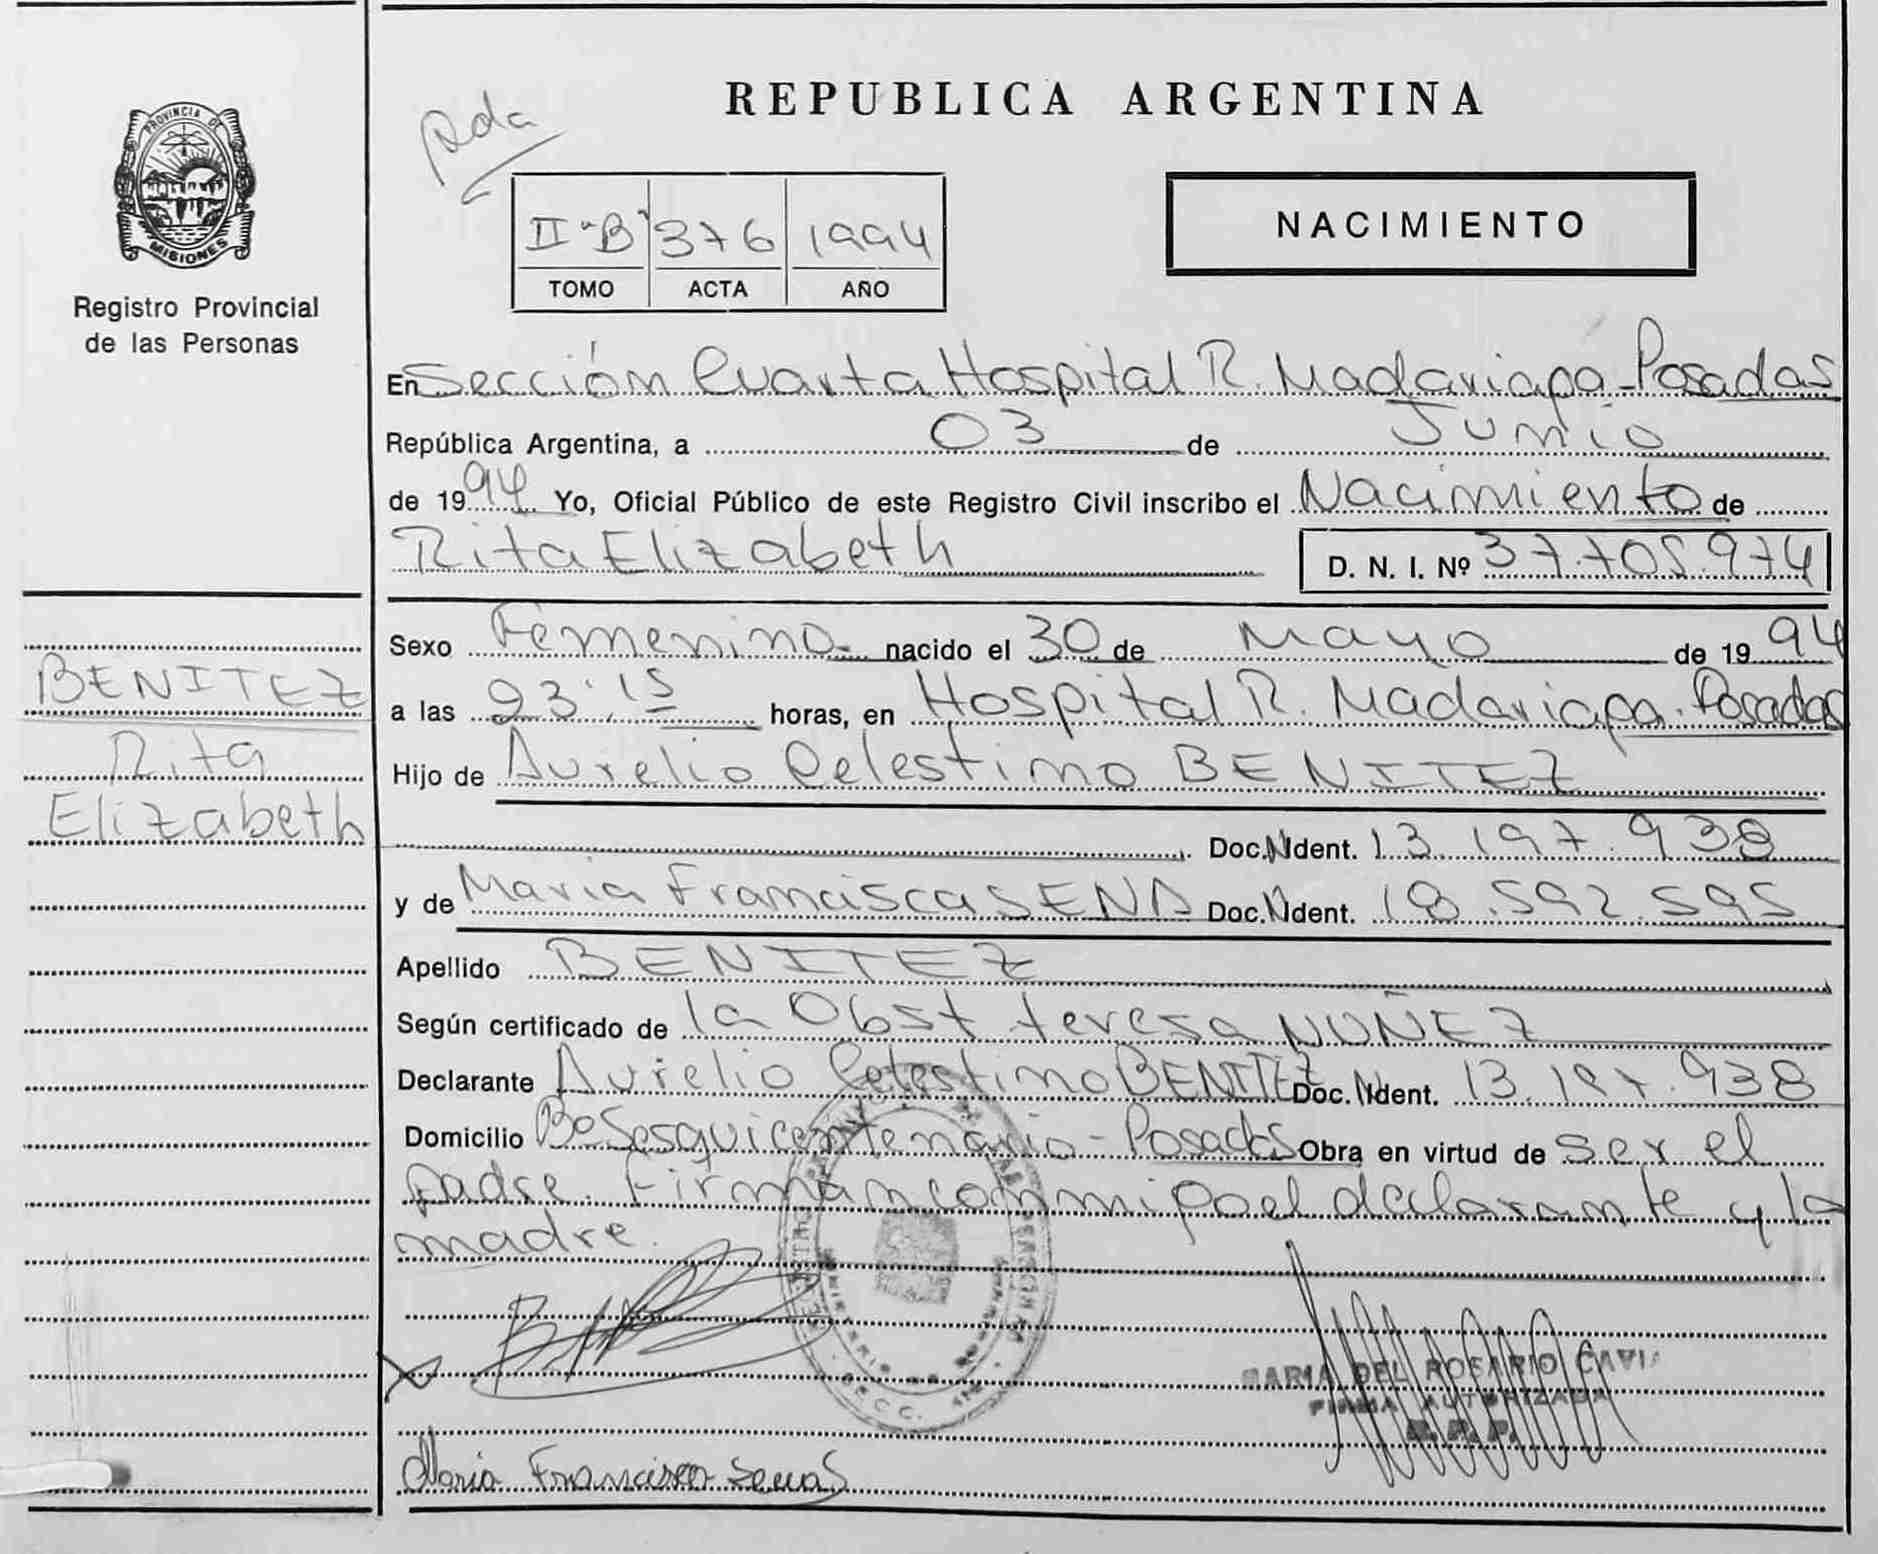 PROVINCIA DE
MISIONES
Registro Provincial
de las Personas
BENITEZ
Rita
Elizabeth
REPUBLICA ARGENTINA
II "B" 376 1994
TOMO ACTA AÑO
NACIMIENTO
En Sección Cuarta Hospital R. Madariaga - Posadas
República Argentina, a 03 de Junio
de 1994 Yo, Oficial Público de este Registro Civil inscribo el Nacimiento de
Rita Elizabeth D. N. I. Nº 37.705.974
Sexo Femenino nacido el 30 de Mayo de 1994
a las 23:15 horas, en Hospital R. Madariaga. Posadas
Hijo de Aurelio Celestino BENITEZ
Doc. Ident. 13.197.938
y de Maria Francisca SENA Doc. Ident. 18.592.595
Apellido BENITEZ
Según certificado de la Obst teresa NUÑEZ
Declarante Aurelio Celestino BENITEZ Doc. Ident. 13.197.938
Domicilio Bº Sesquicentenario - Posadas Obra en virtud de ser el
padre. Firman conmigo el declarante y la
madre.
MARIA DEL ROSARIO CAVIA
FIRMA AUTORIZADA
R. P. P.
Maria Francisca Senas